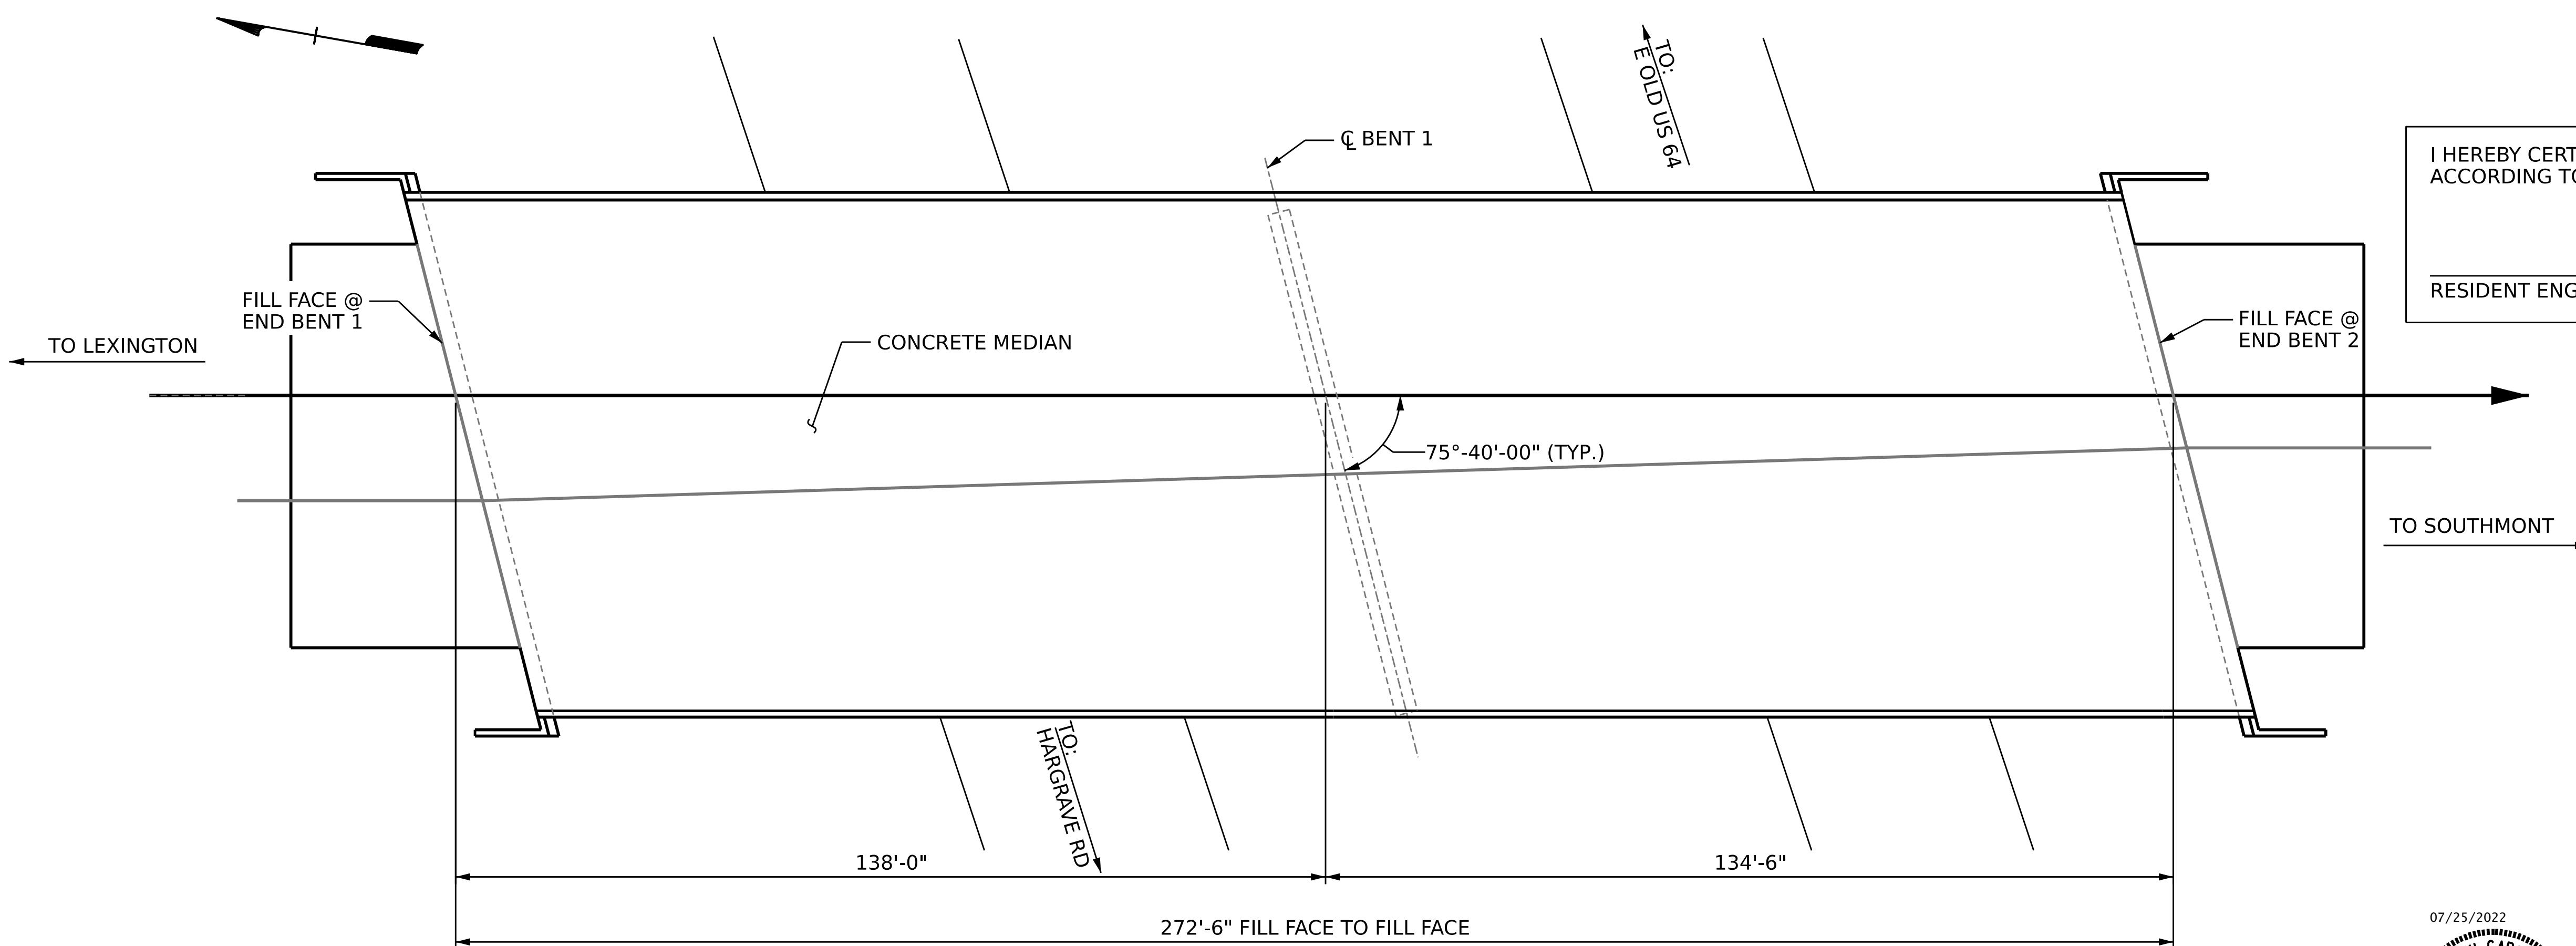 TO:
E OLD US 64
℄ BENT 1
I HEREBY CERT
ACCORDING TO
RESIDENT ENG
FILL FACE @
END BENT 1
FILL FACE @
END BENT 2
TO LEXINGTON
CONCRETE MEDIAN
75°-40'-00" (TYP.)
TO SOUTHMONT
TO:
HARGRAVE RD
138'-0"
134'-6"
272'-6" FILL FACE TO FILL FACE
07/25/2022